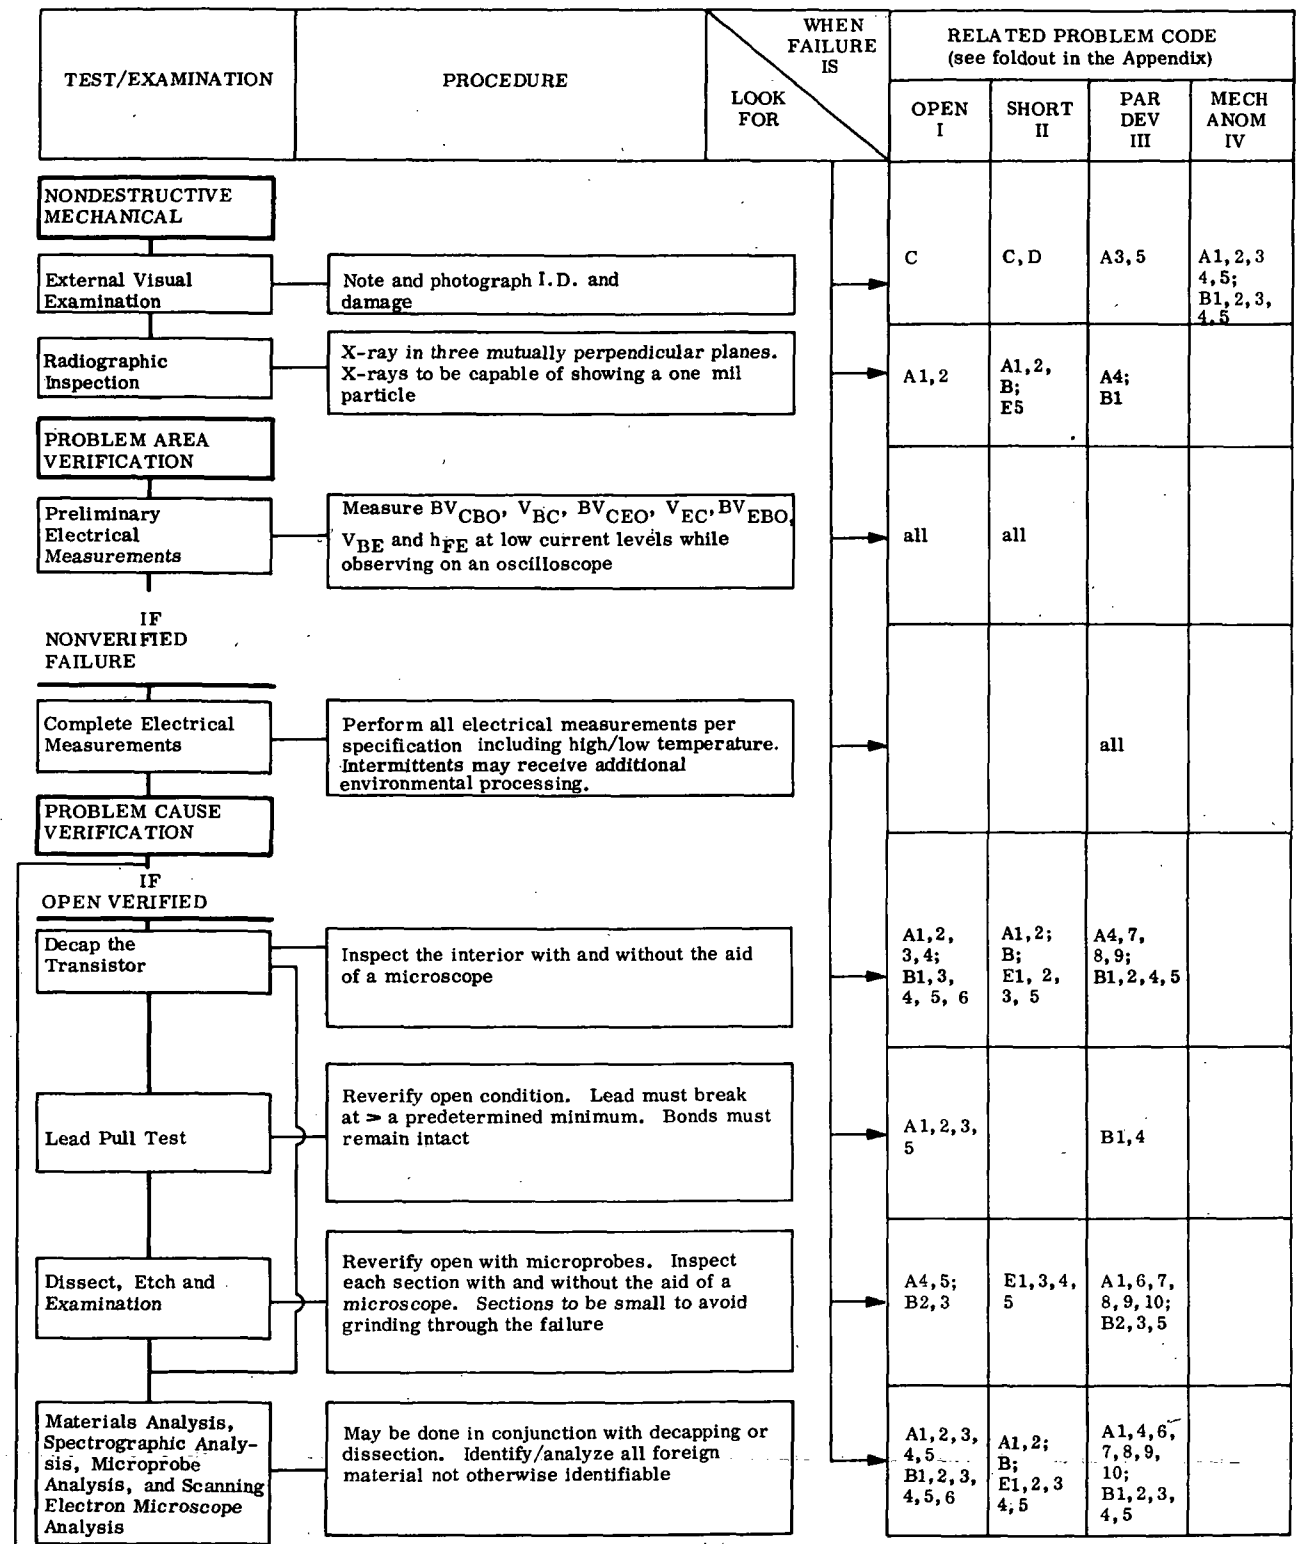 TEST/EXAMINATION
PROCEDURE
WHEN
FAILURE
IS
LOOK
FOR
RELATED PROBLEM CODE
(see foldout in the Appendix)
OPEN
I
SHORT
II
PAR
DEV
III
MECH
ANOM
IV
NONDESTRUCTIVE
MECHANICAL
External Visual
Examination
Note and photograph I.D. and
damage
C
C, D
A3, 5
A1, 2, 3
4, 5;
B1, 2, 3,
4, 5
Radiographic
Inspection
X-ray in three mutually perpendicular planes.
X-rays to be capable of showing a one mil
particle
A1, 2
A1, 2,
B;
E5
A4;
B1
PROBLEM AREA
VERIFICATION
Preliminary
Electrical
Measurements
Measure BVCBO, VBC, BVCEO, VEC, BVEBO,
VBE and hFE at low current levels while
observing on an oscilloscope
all
all
IF
NONVERIFIED
FAILURE
Complete Electrical
Measurements
Perform all electrical measurements per
specification including high/low temperature.
Intermittents may receive additional
environmental processing.
all
PROBLEM CAUSE
VERIFICATION
IF
OPEN VERIFIED
Decap the
Transistor
Inspect the interior with and without the aid
of a microscope
A1, 2,
3, 4;
B1, 3,
4, 5, 6
A1, 2;
B;
E1, 2,
3, 5
A4, 7,
8, 9;
B1, 2, 4, 5
Lead Pull Test
Reverify open condition. Lead must break
at > a predetermined minimum. Bonds must
remain intact
A1, 2, 3,
5
B1, 4
Dissect, Etch and
Examination
Reverify open with microprobes. Inspect
each section with and without the aid of a
microscope. Sections to be small to avoid
grinding through the failure
A4, 5;
B2, 3
E1, 3, 4,
5
A1, 6, 7,
8, 9, 10;
B2, 3, 5
Materials Analysis,
Spectrographic Analy-
sis, Microprobe
Analysis, and Scanning
Electron Microscope
Analysis
May be done in conjunction with decapping or
dissection. Identify/analyze all foreign
material not otherwise identifiable
A1, 2, 3,
4, 5
B1, 2, 3,
4, 5, 6
A1, 2;
B;
E1, 2, 3
4, 5
A1, 4, 6,
7, 8, 9,
10;
B1, 2, 3,
4, 5